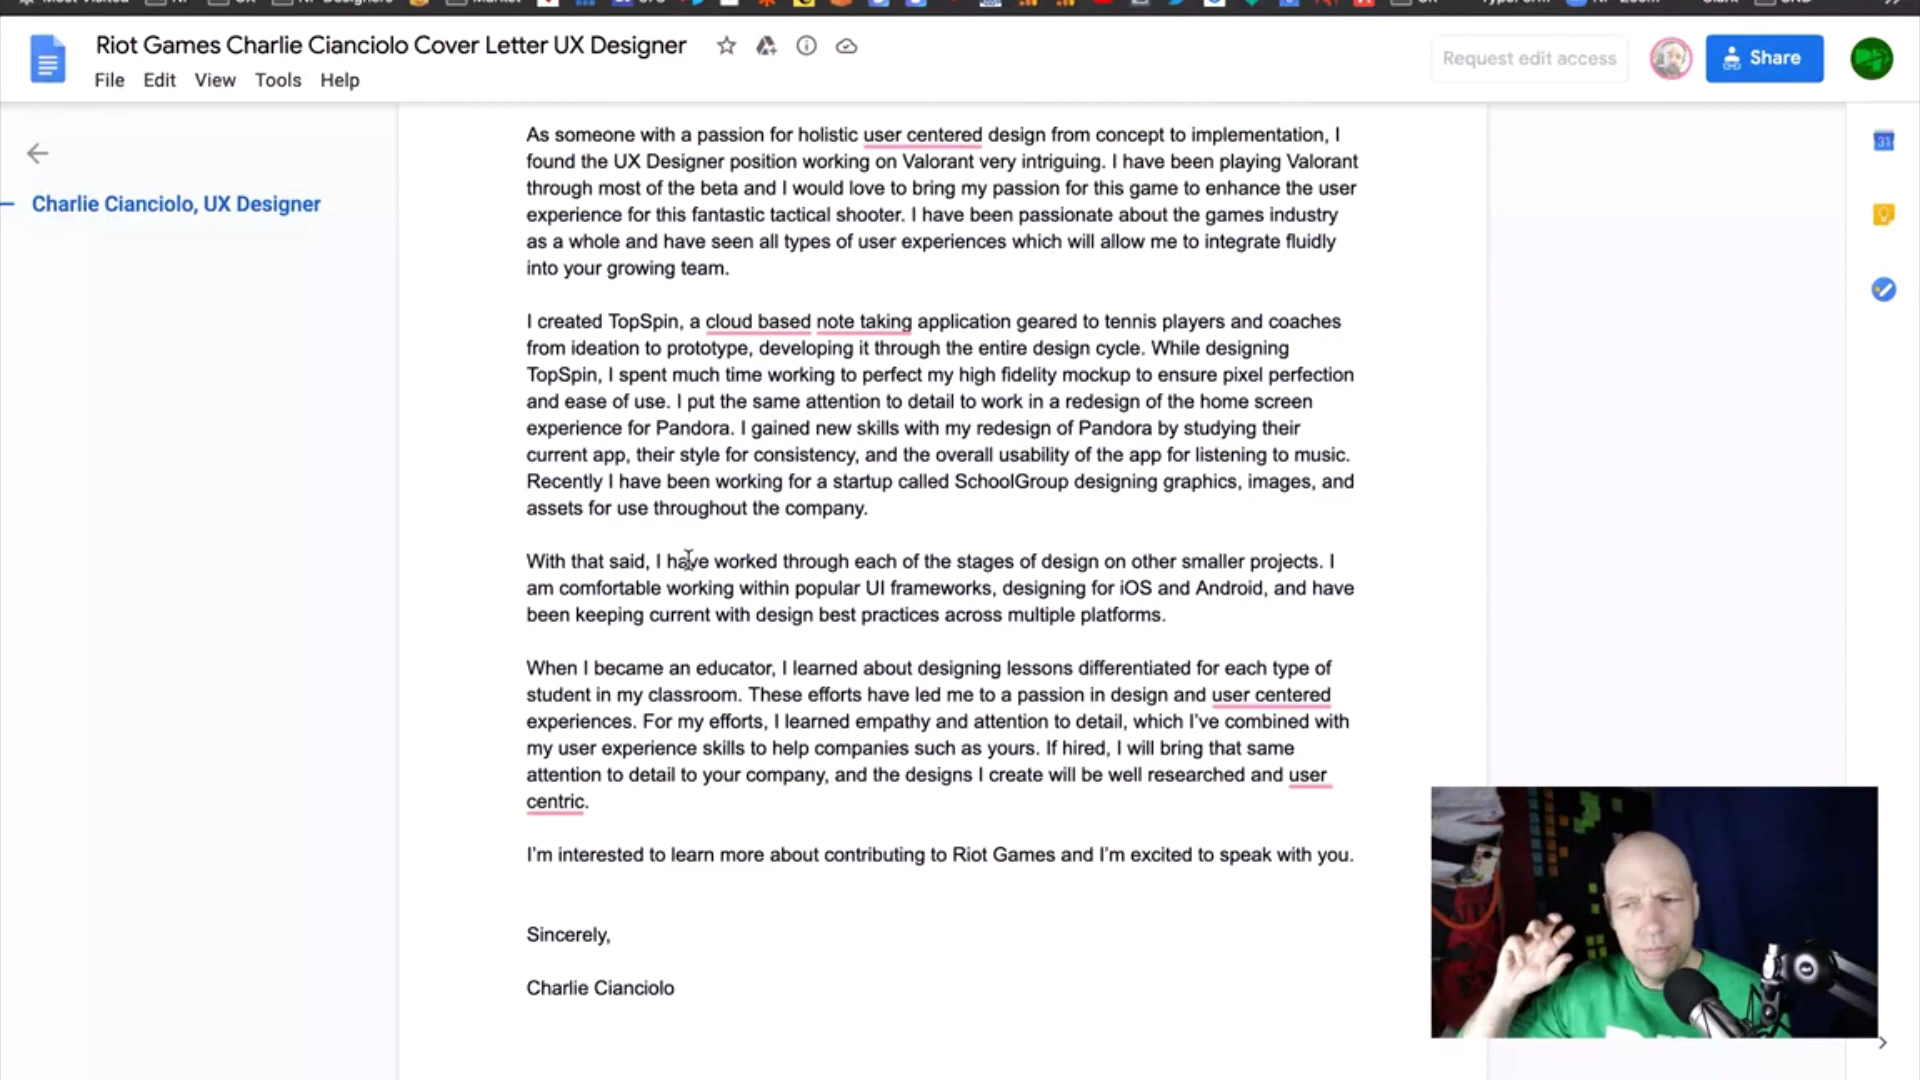 Riot Games Charlie Cianciolo Cover Letter UX Designer
File Edit View Tools Help
Request edit access
Share
Charlie Cianciolo, UX Designer
As someone with a passion for holistic user centered design from concept to implementation, I
found the UX Designer position working on Valorant very intriguing. I have been playing Valorant
through most of the beta and I would love to bring my passion for this game to enhance the user
experience for this fantastic tactical shooter. I have been passionate about the games industry
as a whole and have seen all types of user experiences which will allow me to integrate fluidly
into your growing team.
I created TopSpin, a cloud based note taking application geared to tennis players and coaches
from ideation to prototype, developing it through the entire design cycle. While designing
TopSpin, I spent much time working to perfect my high fidelity mockup to ensure pixel perfection
and ease of use. I put the same attention to detail to work in a redesign of the home screen
experience for Pandora. I gained new skills with my redesign of Pandora by studying their
current app, their style for consistency, and the overall usability of the app for listening to music.
Recently I have been working for a startup called SchoolGroup designing graphics, images, and
assets for use throughout the company.
With that said, I have worked through each of the stages of design on other smaller projects. I
am comfortable working within popular UI frameworks, designing for iOS and Android, and have
been keeping current with design best practices across multiple platforms.
When I became an educator, I learned about designing lessons differentiated for each type of
student in my classroom. These efforts have led me to a passion in design and user centered
experiences. For my efforts, I learned empathy and attention to detail, which I've combined with
my user experience skills to help companies such as yours. If hired, I will bring that same
attention to detail to your company, and the designs I create will be well researched and user
centric.
I'm interested to learn more about contributing to Riot Games and I'm excited to speak with you.
Sincerely,
Charlie Cianciolo
31